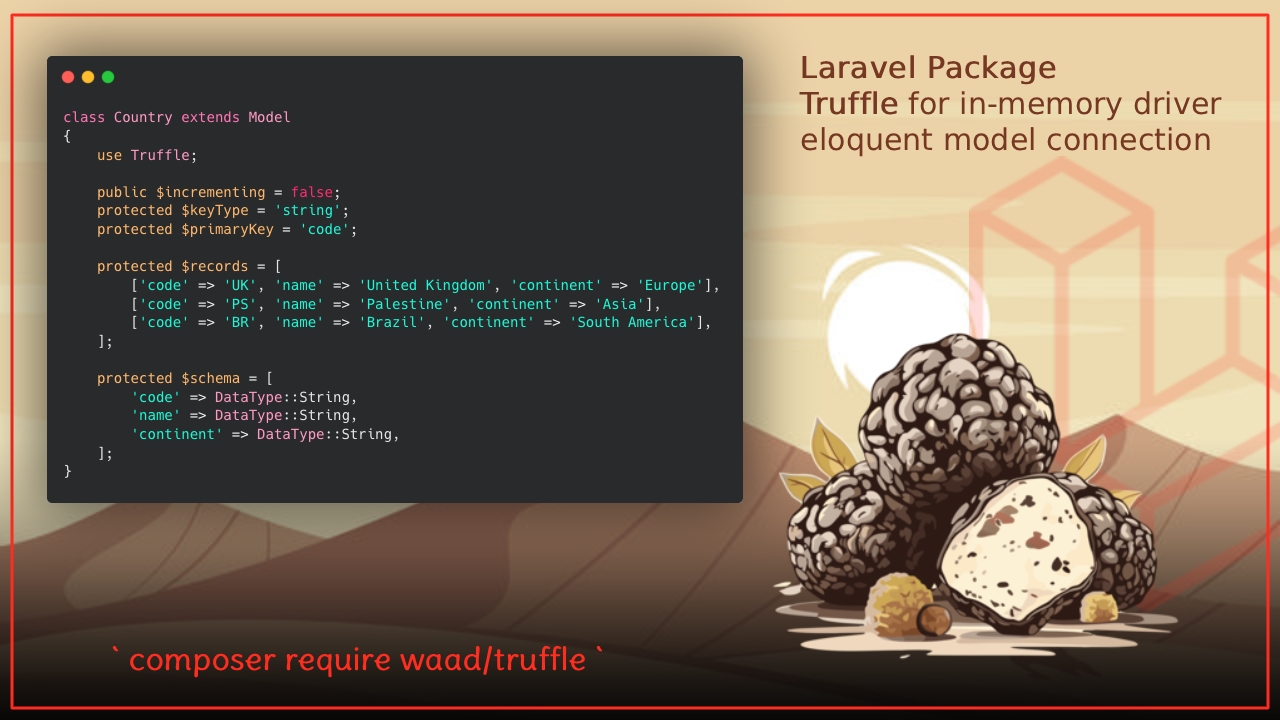 class Country extends Model
{
    use Truffle;

    public $incrementing = false;
    protected $keyType = 'string';
    protected $primaryKey = 'code';

    protected $records = [
        ['code' => 'UK', 'name' => 'United Kingdom', 'continent' => 'Europe'],
        ['code' => 'PS', 'name' => 'Palestine', 'continent' => 'Asia'],
        ['code' => 'BR', 'name' => 'Brazil', 'continent' => 'South America'],
    ];

    protected $schema = [
        'code' => DataType::String,
        'name' => DataType::String,
        'continent' => DataType::String,
    ];
}
Laravel Package
Truffle for in-memory driver
eloquent model connection
` composer require waad/truffle `